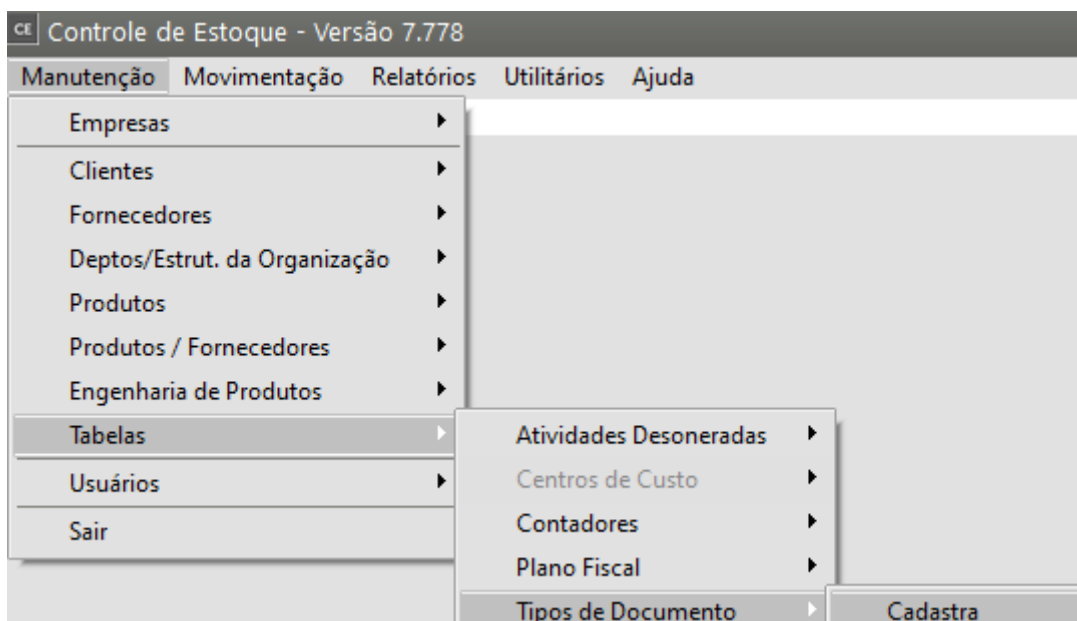 CE Controle de Estoque - Versão 7.778
Manutenção Movimentação Relatórios Utilitários Ajuda
Empresas
Clientes
Fornecedores
Deptos/Estrut. da Organização
Produtos
Produtos / Fornecedores
Engenharia de Produtos
Tabelas
Usuários
Sair
Atividades Desoneradas
Centros de Custo
Contadores
Plano Fiscal
Tipos de Documento
Cadastra